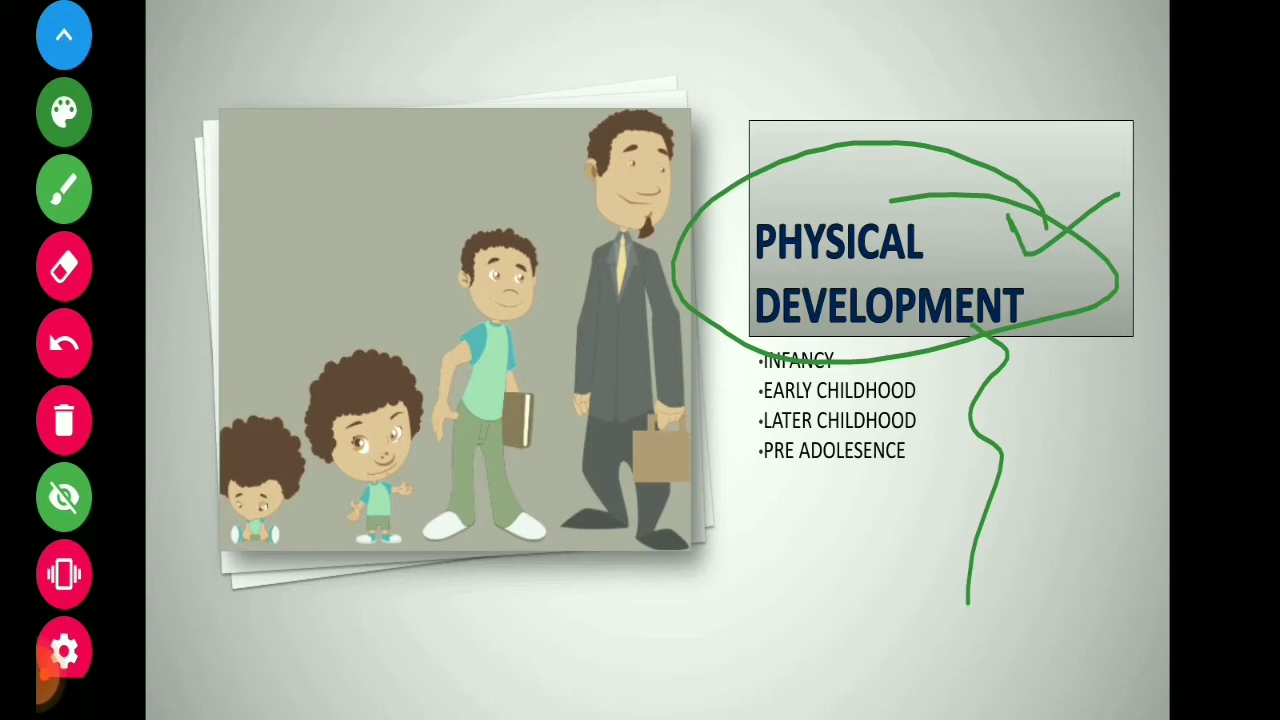 PHYSICAL
DEVELOPMENT
•INFANCY
•EARLY CHILDHOOD
•LATER CHILDHOOD
•PRE ADOLESENCE